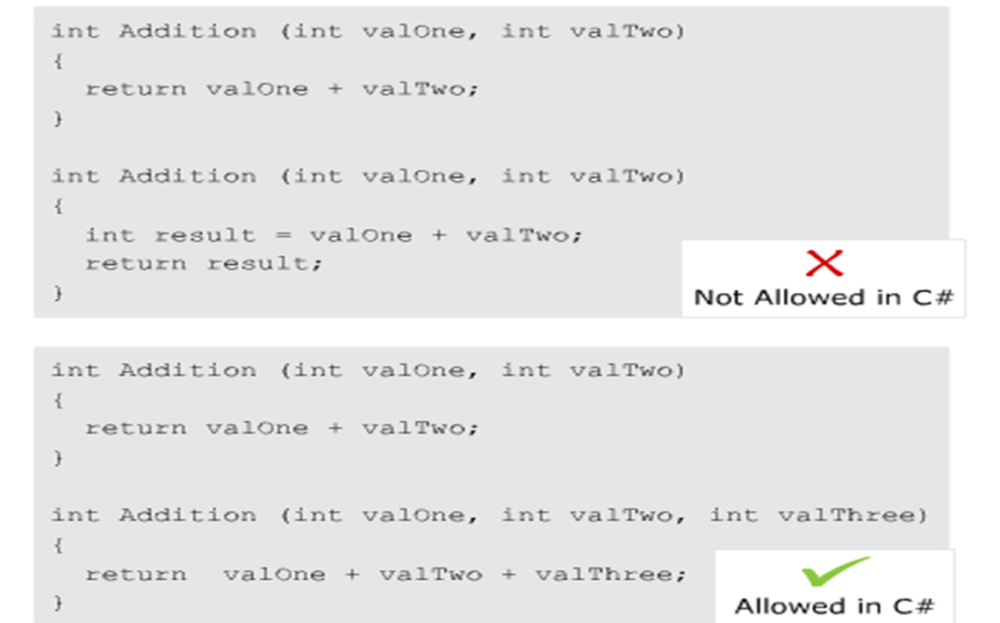 int Addition (int valOne, int valTwo)
{
  return valOne + valTwo;
}
int Addition (int valOne, int valTwo)
{
  int result = valOne + valTwo;
  return result;
}
Not Allowed in C#
int Addition (int valOne, int valTwo)
{
  return valOne + valTwo;
}
int Addition (int valOne, int valTwo, int valThree)
{
  return  valOne + valTwo + valThree;
}
Allowed in C#